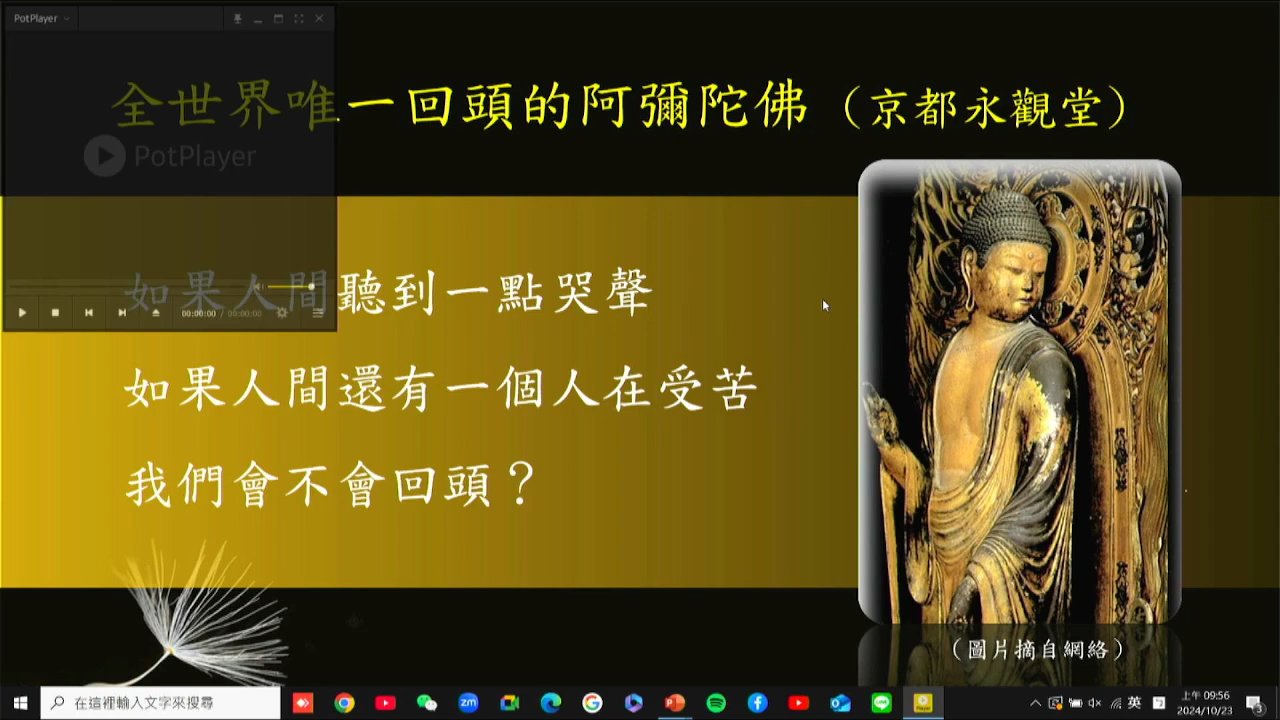 PotPlayer
全世界唯一回頭的阿彌陀佛（京都永觀堂）
PotPlayer
如果人間聽到一點哭聲
00:00:00 / 00:00:00
如果人間還有一個人在受苦
我們會不會回頭？
（圖片摘自網絡）
在這裡輸入文字來搜尋
zm
英
上午 09:56
2024/10/23
3